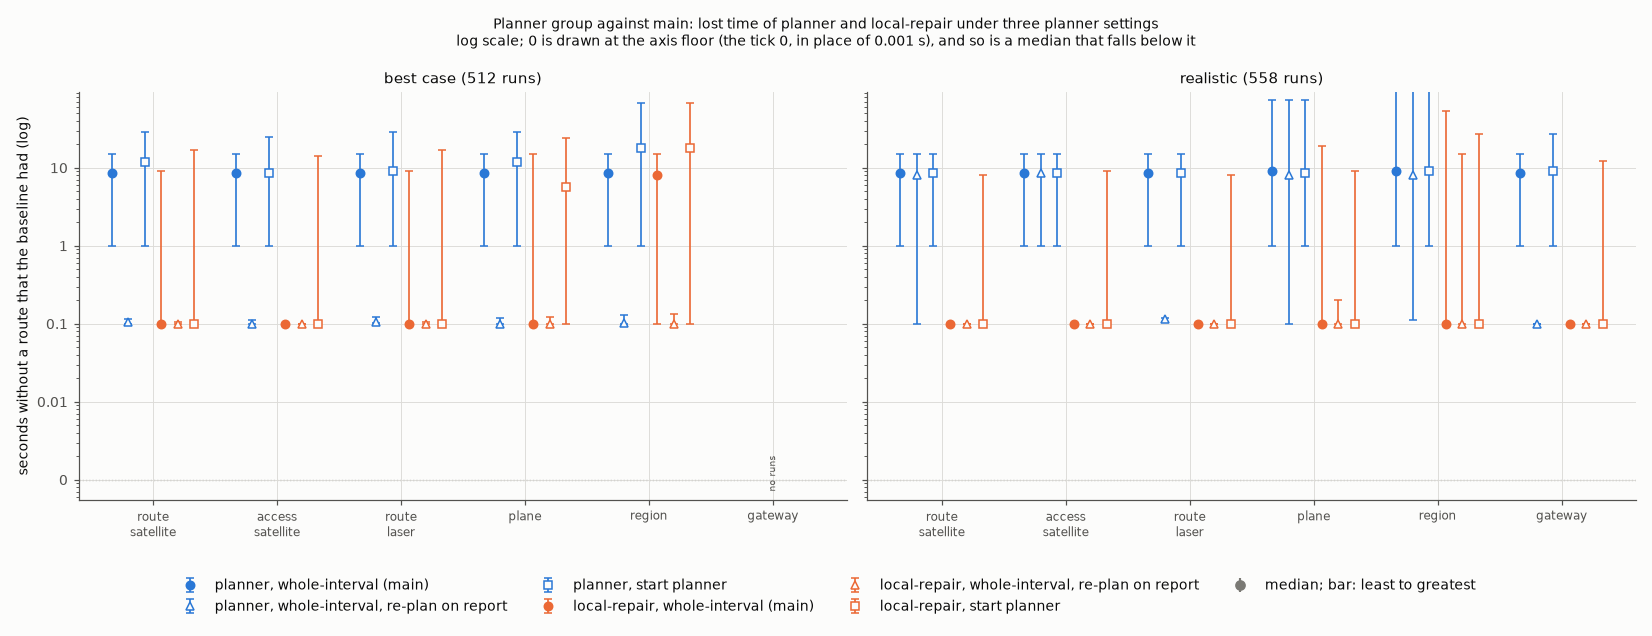 Planner group against main: lost time of planner and local-repair under three planner settings
log scale; 0 is drawn at the axis floor (the tick 0, in place of 0.001 s), and so is a median that falls below it
best case (512 runs)
realistic (558 runs)
seconds without a route that the baseline had (log)
10
1
0.1
0.01
0
no runs
route
satellite
access
satellite
route
laser
plane
region
gateway
route
satellite
access
satellite
route
laser
plane
region
gateway
planner, whole-interval (main)
planner, whole-interval, re-plan on report
planner, start planner
local-repair, whole-interval (main)
local-repair, whole-interval, re-plan on report
local-repair, start planner
median; bar: least to greatest